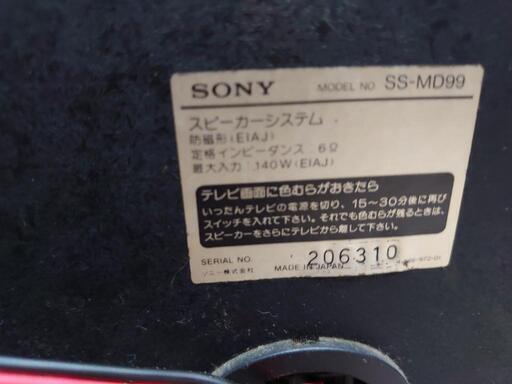 SONY MODEL NO SS-MD99
スピーカーシステム
防磁形(EIAJ)
定格インピーダンス 6Ω
最大入力 140W(EIAJ)
テレビ画面に色むらがおきたら
いったんテレビの電源を切り、15〜30分後に再び
スイッチを入れて下さい。それでも色むらが残るときは、
スピーカーをさらにテレビから離して下さい。
SERIAL NO. 206310
ソニー株式会社 MADE IN JAPAN